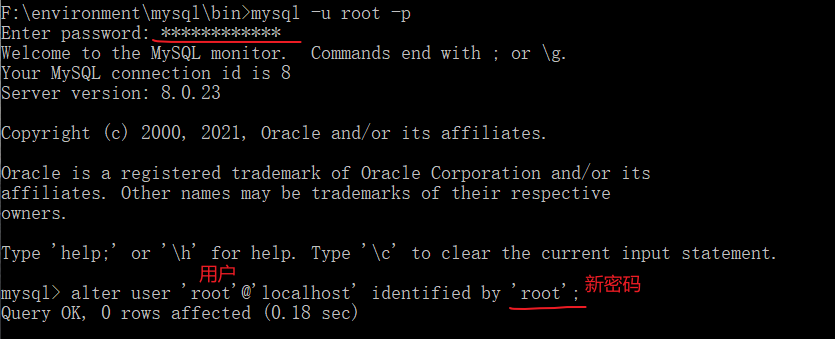 F:\environment\mysql\bin>mysql -u root -p
Enter password: ************
Welcome to the MySQL monitor.  Commands end with ; or \g.
Your MySQL connection id is 8
Server version: 8.0.23
Copyright (c) 2000, 2021, Oracle and/or its affiliates.
Oracle is a registered trademark of Oracle Corporation and/or its
affiliates. Other names may be trademarks of their respective
owners.
Type 'help;' or '\h' for help. Type '\c' to clear the current input statement.
用户
mysql> alter user 'root'@'localhost' identified by 'root'; 新密码
Query OK, 0 rows affected (0.18 sec)